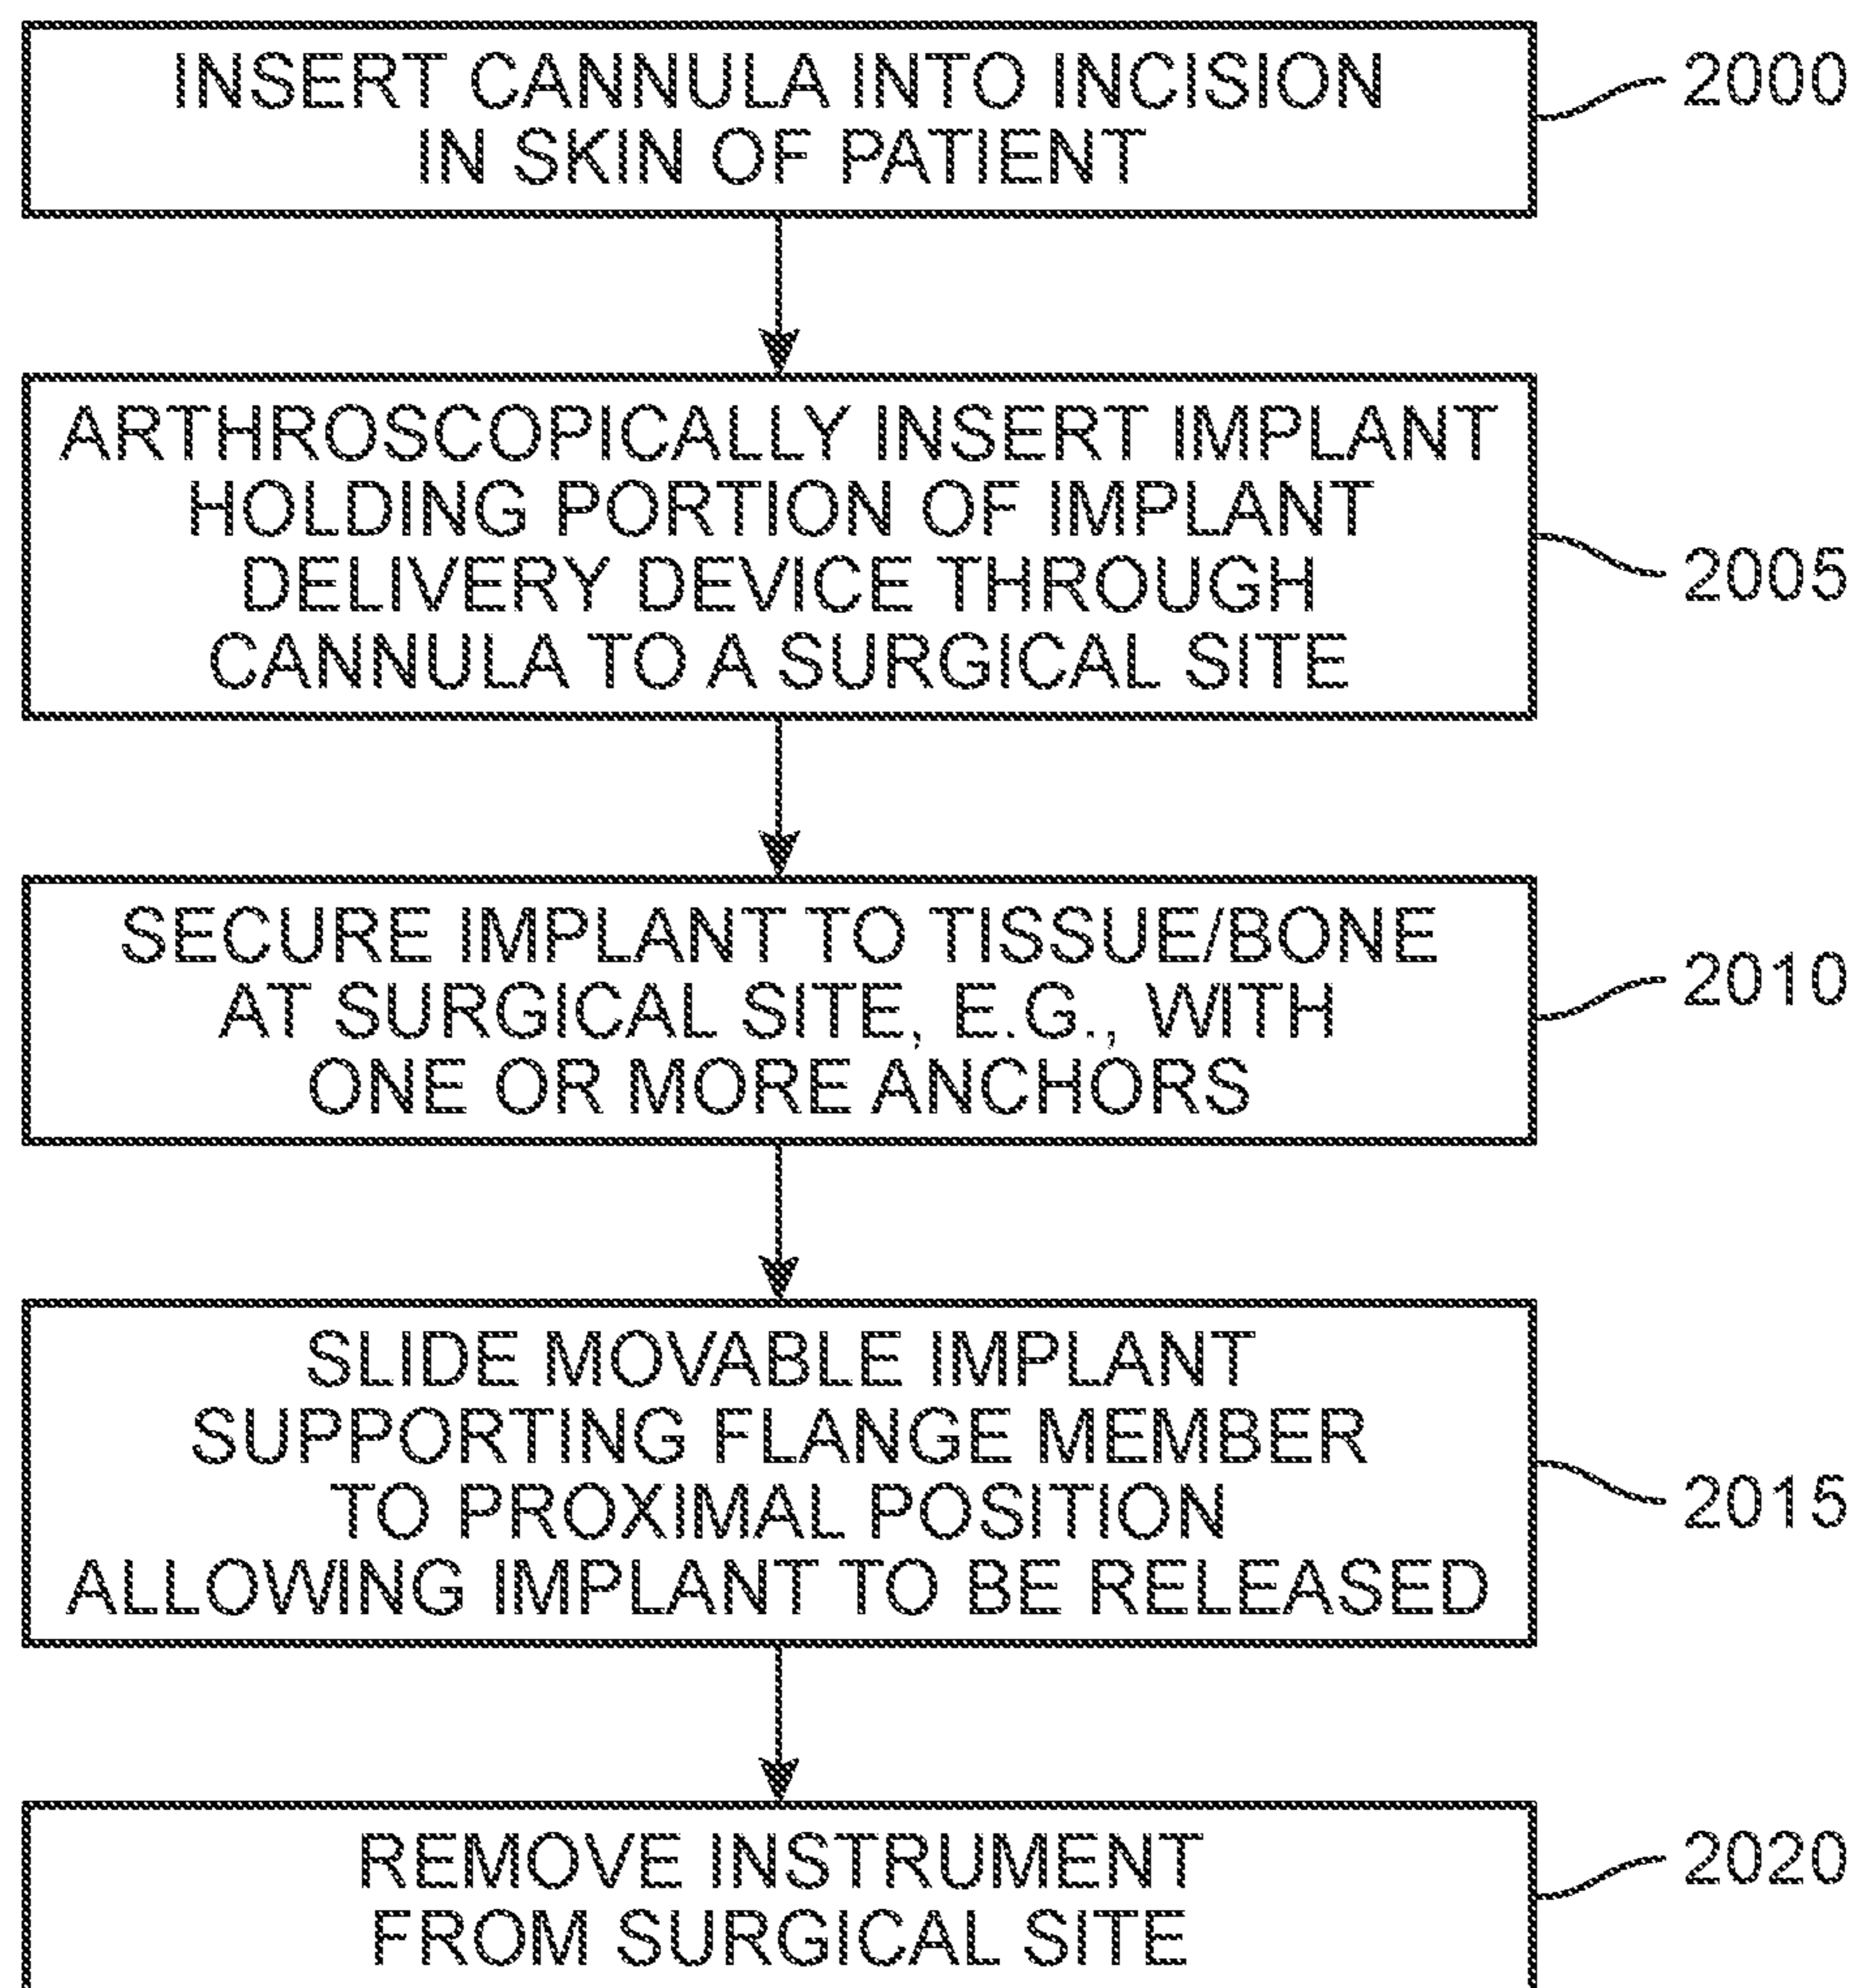 INSERT CANNULA INTO INCISION
IN SKIN OF PATIENT
2000
ARTHROSCOPICALLY INSERT IMPLANT
HOLDING PORTION OF IMPLANT
DELIVERY DEVICE THROUGH
CANNULA TO A SURGICAL SITE
2005
SECURE IMPLANT TO TISSUE/BONE
AT SURGICAL SITE, E.G., WITH
ONE OR MORE ANCHORS
2010
SLIDE MOVABLE IMPLANT
SUPPORTING FLANGE MEMBER
TO PROXIMAL POSITION
ALLOWING IMPLANT TO BE RELEASED
2015
REMOVE INSTRUMENT
FROM SURGICAL SITE
2020